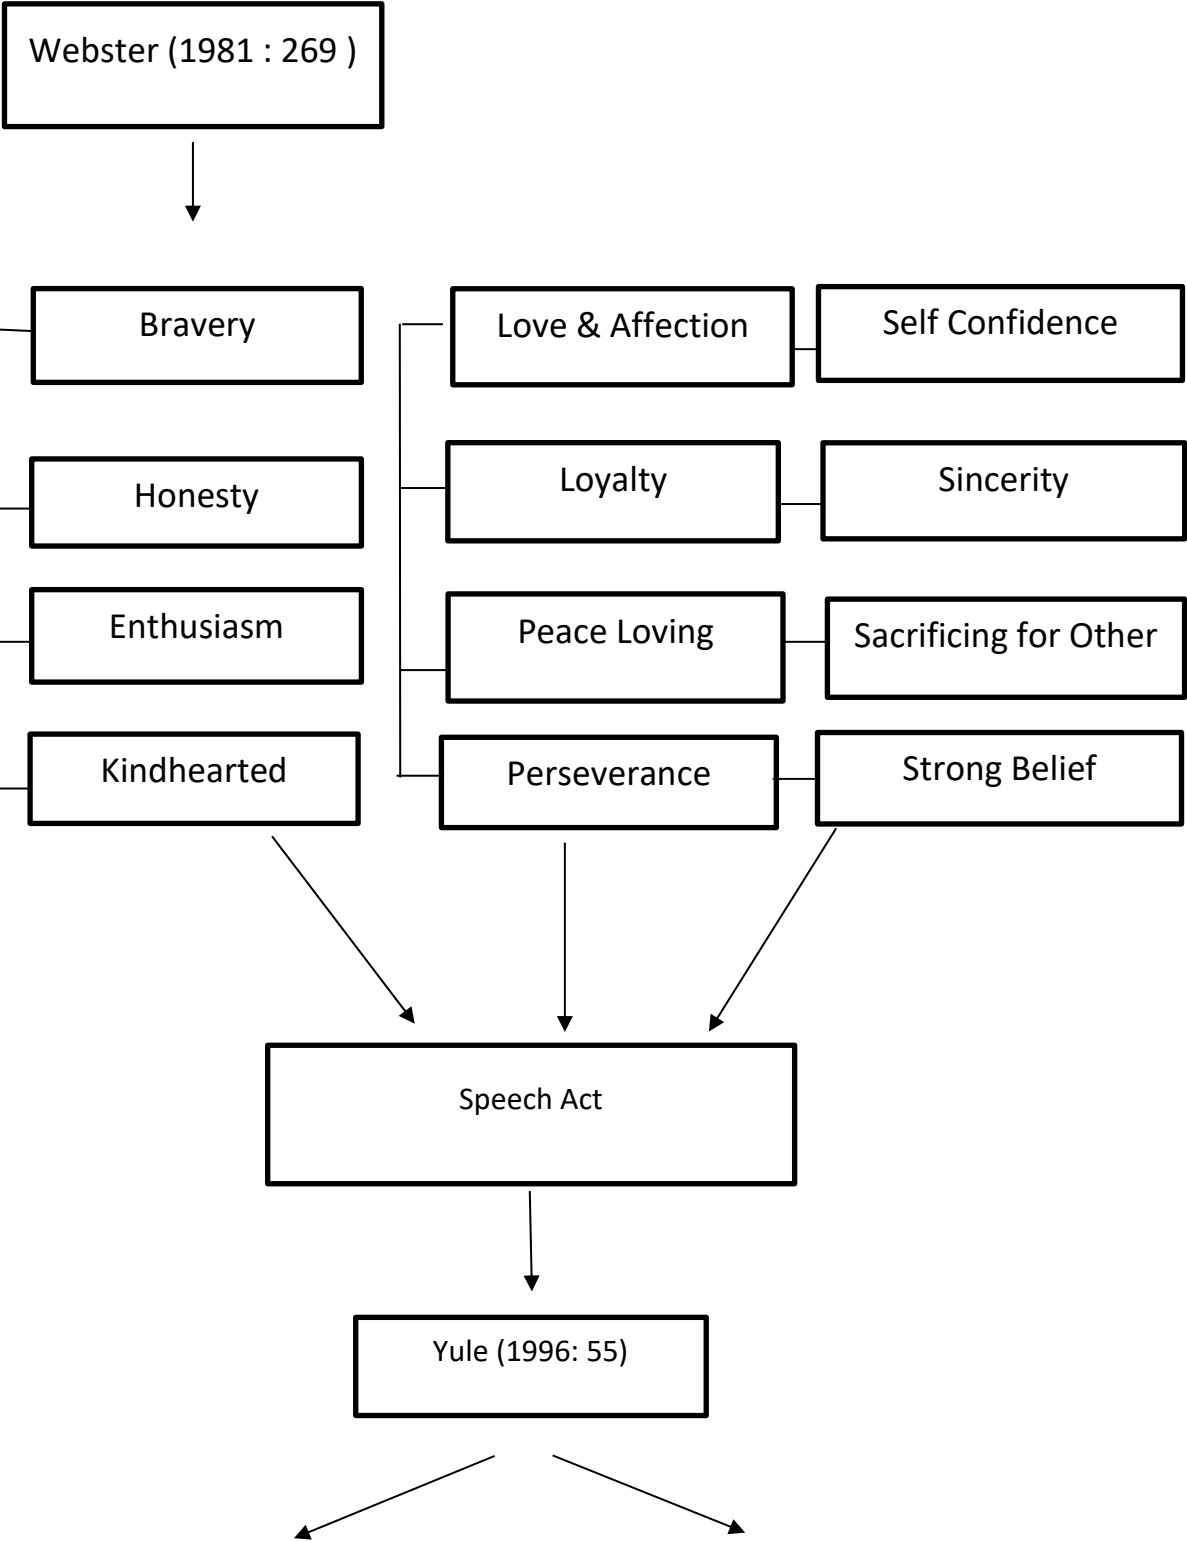 Webster (1981 : 269 )
Bravery
Love & Affection
Self Confidence
Honesty
Loyalty
Sincerity
Enthusiasm
Peace Loving
Sacrificing for Other
Kindhearted
Perseverance
Strong Belief
Speech Act
Yule (1996: 55)